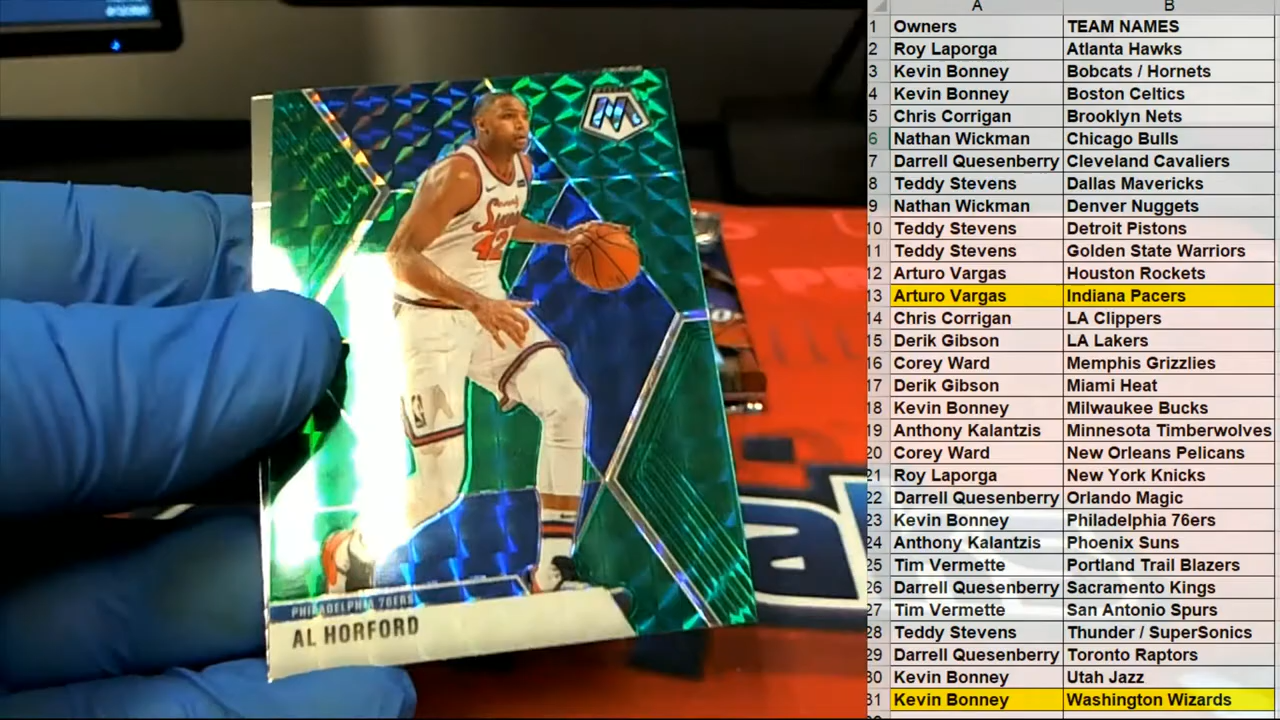 M
42
PHILADELPHIA 76ERS
AL HORFORD
A B
1 Owners TEAM NAMES
2 Roy Laporga Atlanta Hawks
3 Kevin Bonney Bobcats / Hornets
4 Kevin Bonney Boston Celtics
5 Chris Corrigan Brooklyn Nets
6 Nathan Wickman Chicago Bulls
7 Darrell Quesenberry Cleveland Cavaliers
8 Teddy Stevens Dallas Mavericks
9 Nathan Wickman Denver Nuggets
10 Teddy Stevens Detroit Pistons
11 Teddy Stevens Golden State Warriors
12 Arturo Vargas Houston Rockets
13 Arturo Vargas Indiana Pacers
14 Chris Corrigan LA Clippers
15 Derik Gibson LA Lakers
16 Corey Ward Memphis Grizzlies
17 Derik Gibson Miami Heat
18 Kevin Bonney Milwaukee Bucks
19 Anthony Kalantzis Minnesota Timberwolves
20 Corey Ward New Orleans Pelicans
21 Roy Laporga New York Knicks
22 Darrell Quesenberry Orlando Magic
23 Kevin Bonney Philadelphia 76ers
24 Anthony Kalantzis Phoenix Suns
25 Tim Vermette Portland Trail Blazers
26 Darrell Quesenberry Sacramento Kings
27 Tim Vermette San Antonio Spurs
28 Teddy Stevens Thunder / SuperSonics
29 Darrell Quesenberry Toronto Raptors
30 Kevin Bonney Utah Jazz
31 Kevin Bonney Washington Wizards